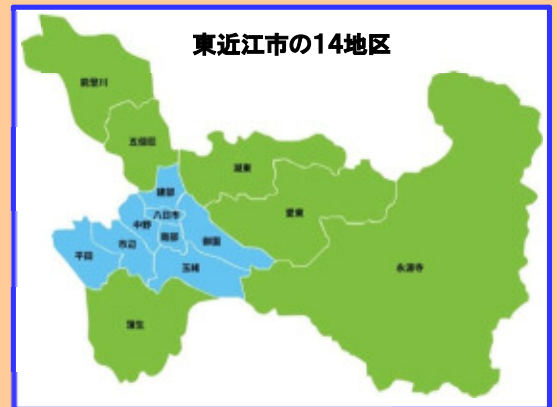 東近江市の14地区
能登川
五個荘
湖東
建部
愛東
八日市
中野
南部
御園
市辺
平田
玉緒
永源寺
蒲生